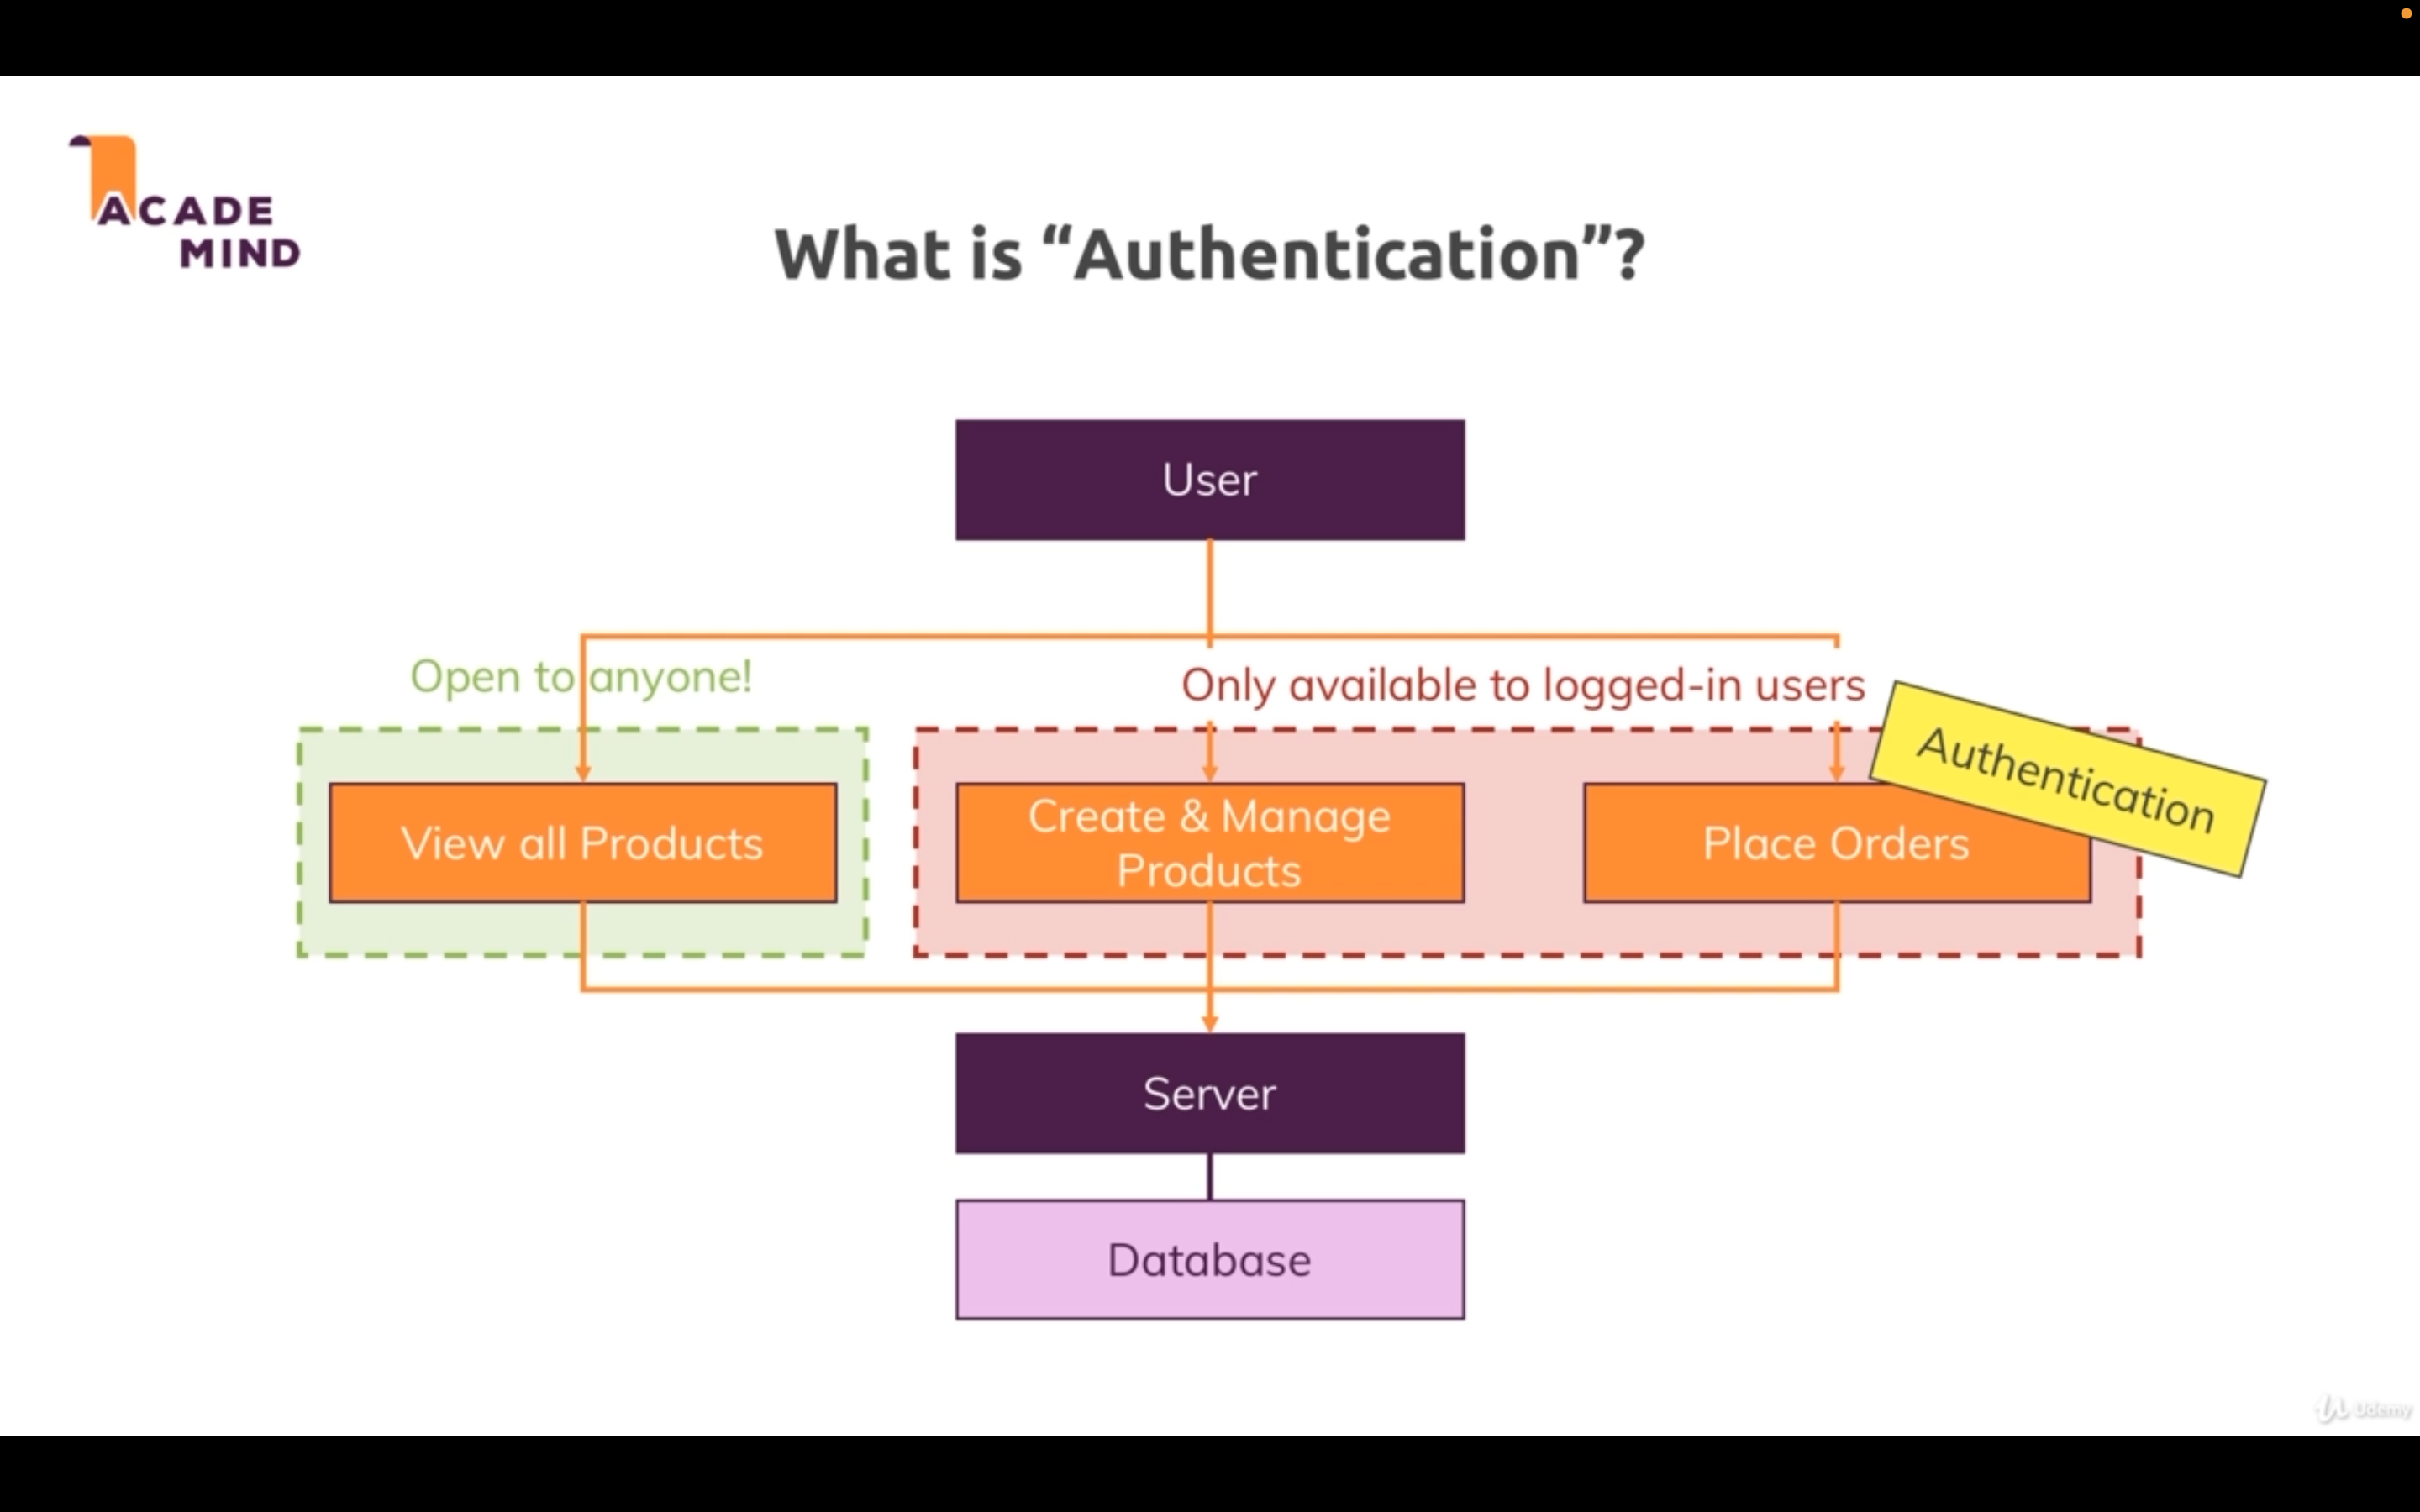 ACADE
MIND
What is “Authentication”?
User
Open to anyone!
Only available to logged-in users
Authentication
View all Products
Create & Manage
Products
Place Orders
Server
Database
Udemy